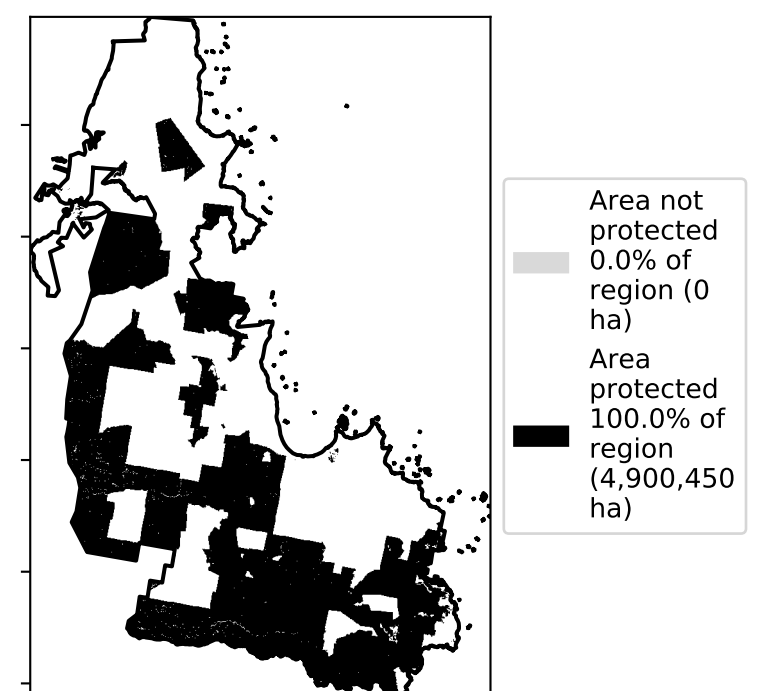 Area not
protected
0.0% of
region (0
ha)
Area
protected
100.0% of
region
(4,900,450
ha)